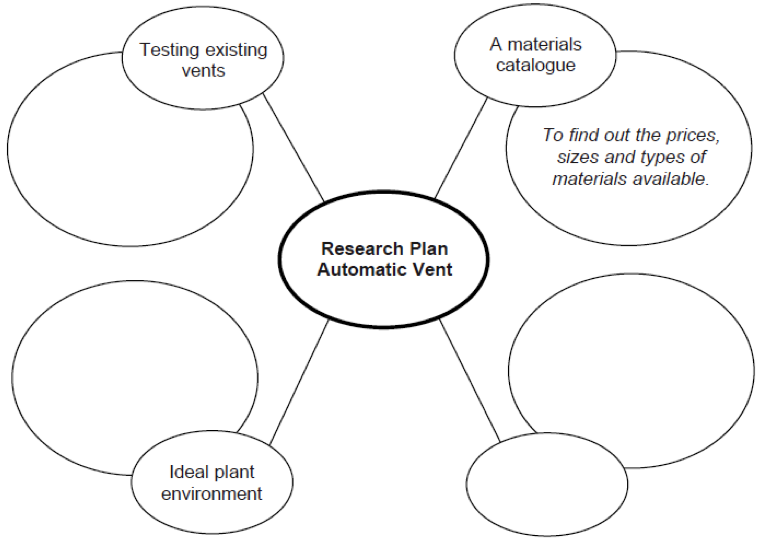 Testing existing
vents
A materials
catalogue
To find out the prices,
sizes and types of
materials available.
Research Plan
Automatic Vent
Ideal plant
environment